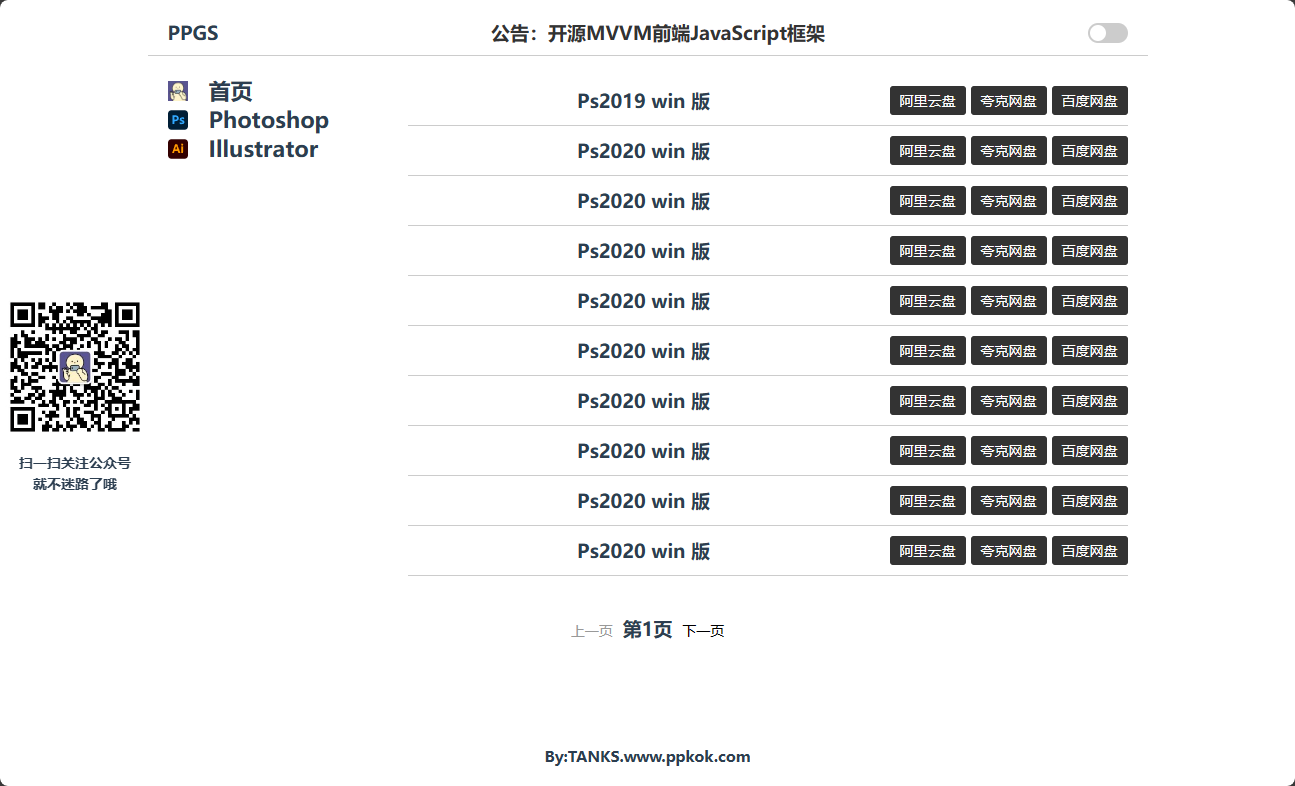 PPGS
公告：开源MVVM前端JavaScript框架
首页
Ps Photoshop
Ai Illustrator
Ps2019 win 版 阿里云盘 夸克网盘 百度网盘
Ps2020 win 版 阿里云盘 夸克网盘 百度网盘
Ps2020 win 版 阿里云盘 夸克网盘 百度网盘
Ps2020 win 版 阿里云盘 夸克网盘 百度网盘
Ps2020 win 版 阿里云盘 夸克网盘 百度网盘
Ps2020 win 版 阿里云盘 夸克网盘 百度网盘
Ps2020 win 版 阿里云盘 夸克网盘 百度网盘
Ps2020 win 版 阿里云盘 夸克网盘 百度网盘
Ps2020 win 版 阿里云盘 夸克网盘 百度网盘
Ps2020 win 版 阿里云盘 夸克网盘 百度网盘
扫一扫关注公众号
就不迷路了哦
上一页 第1页 下一页
By:TANKS.www.ppkok.com